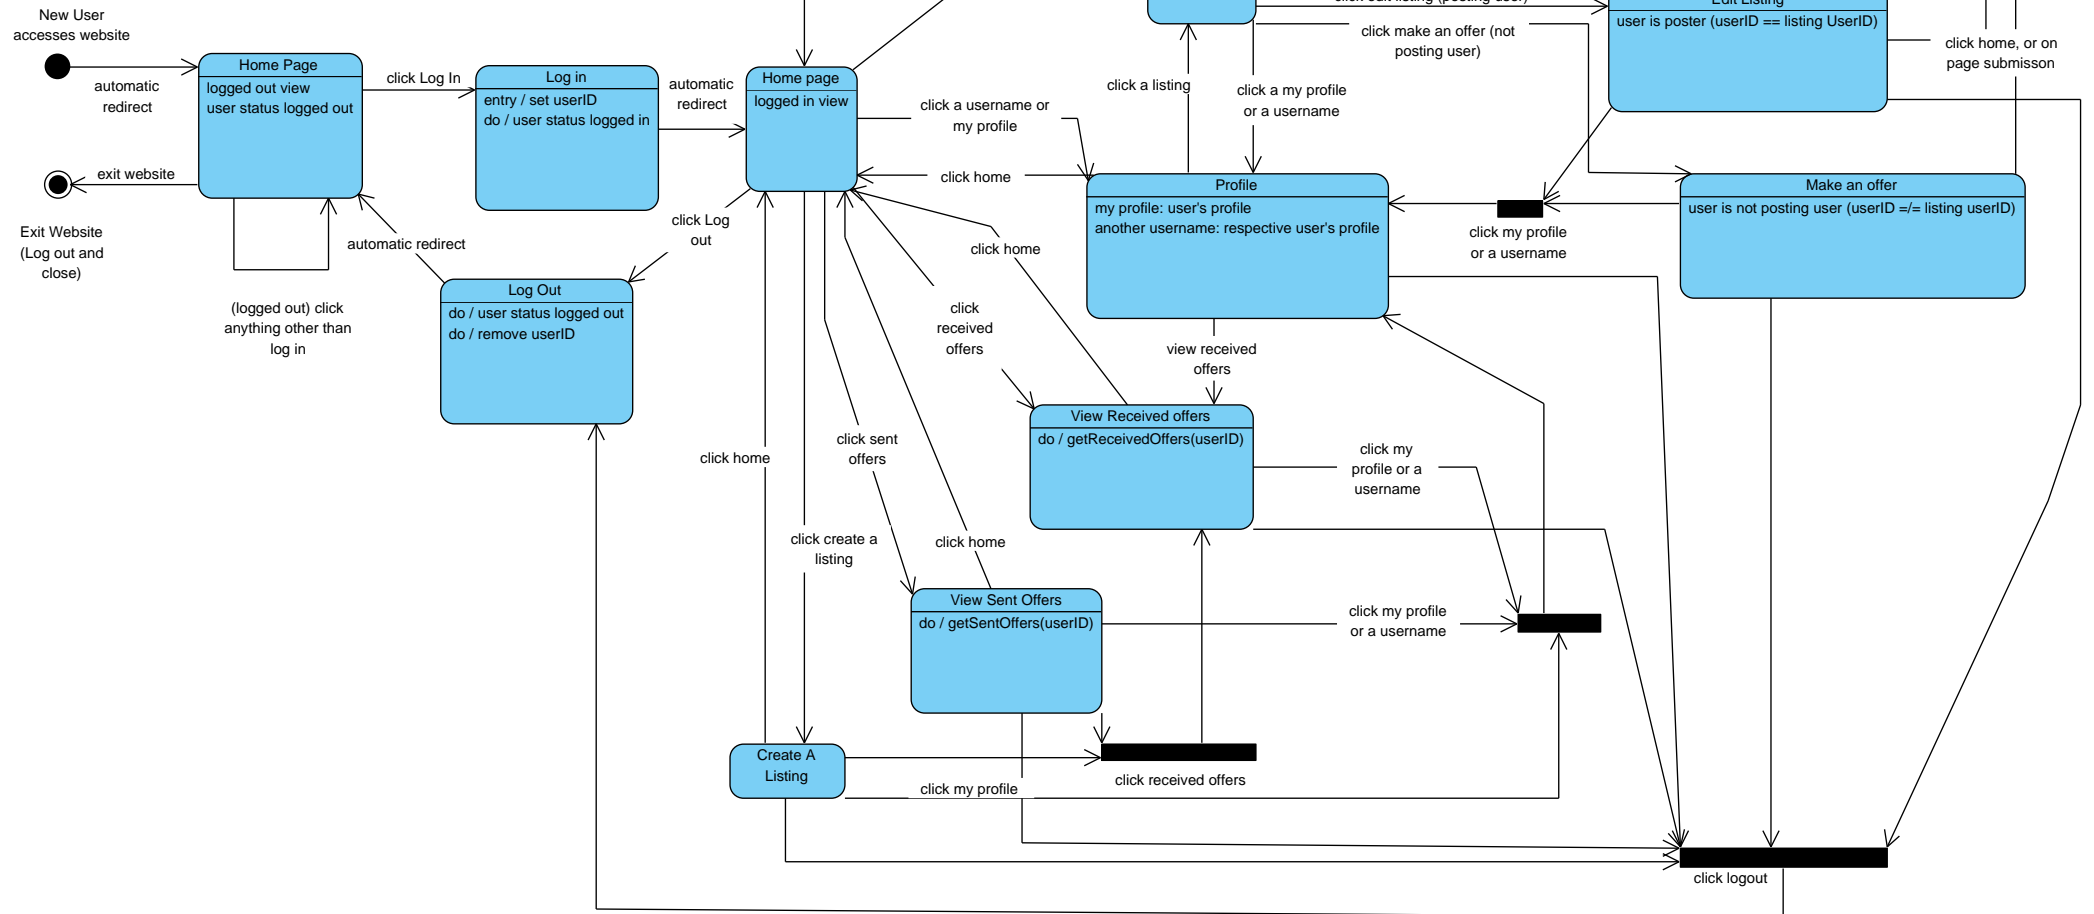 New User
accesses website
automatic
redirect
Home Page
logged out view
user status logged out
click Log In
Log in
entry / set userID
do / user status logged in
automatic
redirect
Home page
logged in view
exit website
Exit Website
(Log out and
close)
(logged out) click
anything other than
log in
automatic redirect
click Log
out
Log Out
do / user status logged out
do / remove userID
click a username or
my profile
click home
click a listing
click a my profile
or a username
click edit listing (posting user)
click make an offer (not
posting user)
Edit Listing
user is poster (userID == listing UserID)
click home, or on
page submisson
Profile
my profile: user's profile
another username: respective user's profile
click my profile
or a username
Make an offer
user is not posting user (userID =/= listing userID)
click home
click
received
offers
view received
offers
View Received offers
do / getReceivedOffers(userID)
click my
profile or a
username
click home
click sent
offers
click create a
listing
click home
View Sent Offers
do / getSentOffers(userID)
click my profile
or a username
Create A
Listing
click my profile
click received offers
click logout